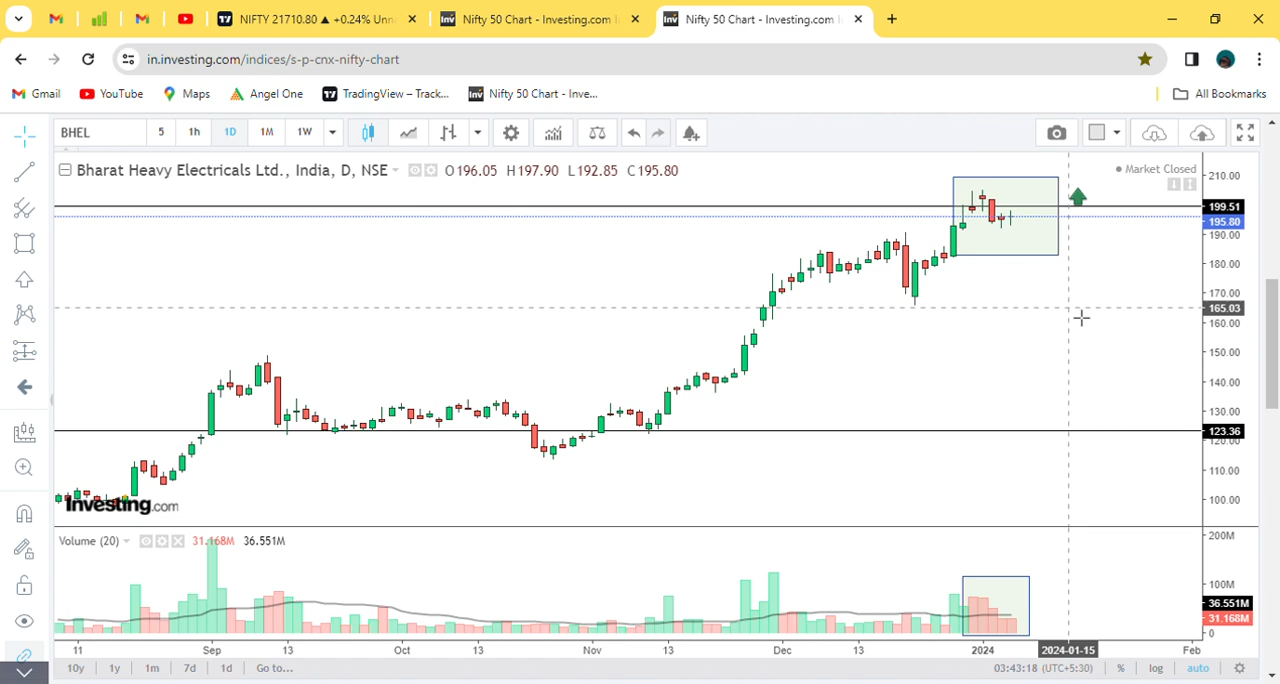 NIFTY 21710.80 ▲ +0.24% Unn
Nifty 50 Chart - Investing.com I
Nifty 50 Chart - Investing.com I
in.investing.com/indices/s-p-cnx-nifty-chart
Gmail
YouTube
Maps
Angel One
TradingView – Track...
Nifty 50 Chart - Inve...
All Bookmarks
BHEL
5
1h
1D
1M
1W
Bharat Heavy Electricals Ltd., India, D, NSE
O196.05 H197.90 L192.85 C195.80
Market Closed
210.00
199.51
195.80
190.00
180.00
170.00
165.03
160.00
150.00
140.00
130.00
123.36
120.00
110.00
100.00
Investing.com
Volume (20)
31.168M
36.551M
200M
100M
36.551M
31.168M
0
11
Sep
13
Oct
13
Nov
13
Dec
13
2024
2024-01-15
Feb
10y
1y
1m
7d
1d
Go to...
03:43:18 (UTC+5:30)
%
log
auto